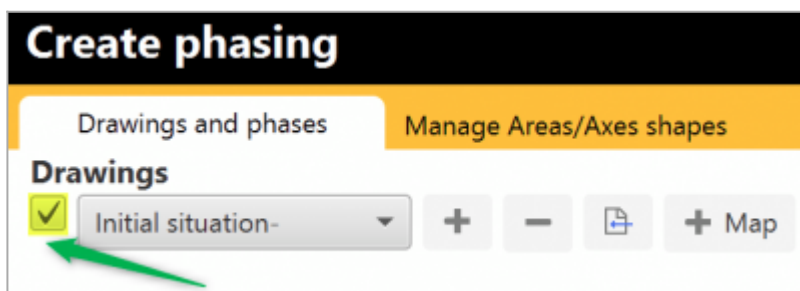 Create phasing
Drawings and phases Manage Areas/Axes shapes
Drawings
Initial situation- + Map